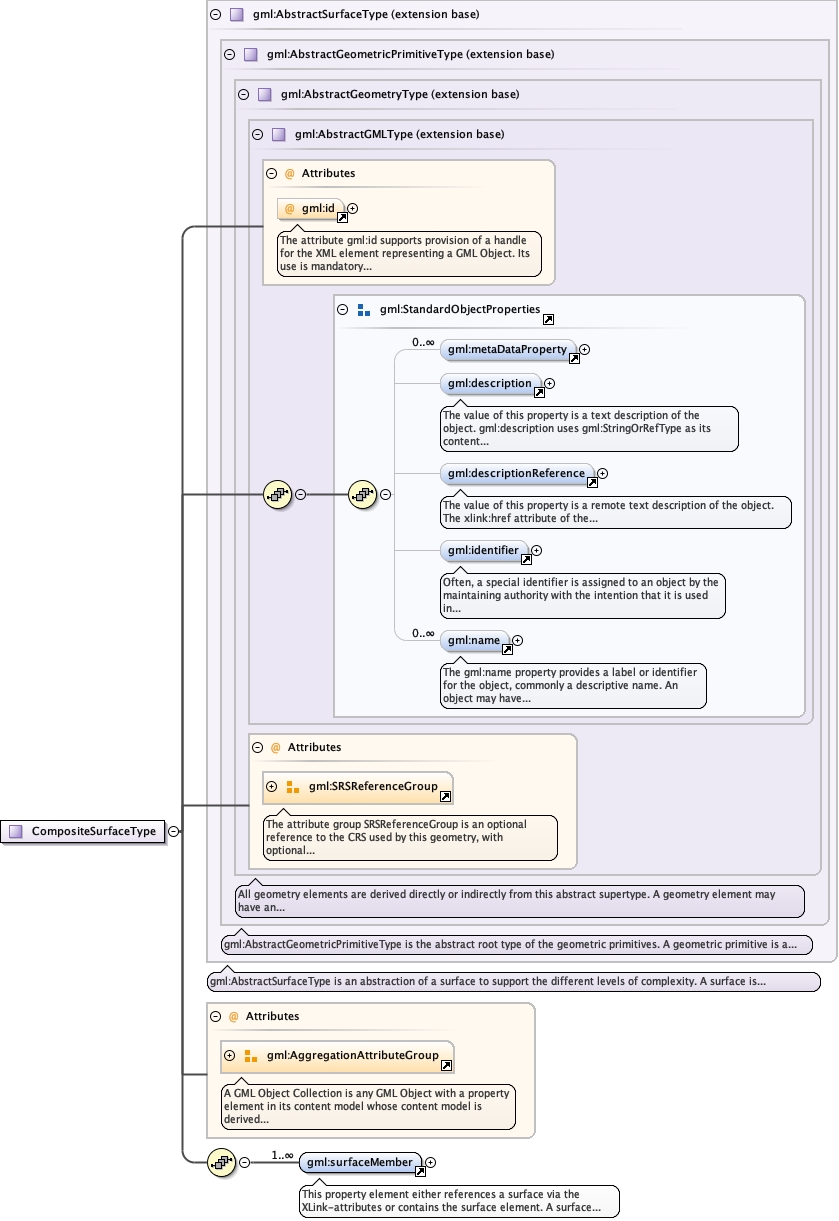 gml:AbstractSurfaceType (extension base)
gml:AbstractGeometricPrimitiveType (extension base)
gml:AbstractGeometryType (extension base)
gml:AbstractGMLType (extension base)
@ Attributes
@ gml:id
The attribute gml:id supports provision of a handle
for the XML element representing a GML Object. Its
use is mandatory...
gml:StandardObjectProperties
0..∞
gml:metaDataProperty
gml:description
The value of this property is a text description of the
object. gml:description uses gml:StringOrRefType as its
content...
gml:descriptionReference
The value of this property is a remote text description of the object.
The xlink:href attribute of the...
gml:identifier
Often, a special identifier is assigned to an object by the
maintaining authority with the intention that it is used
in...
0..∞
gml:name
The gml:name property provides a label or identifier
for the object, commonly a descriptive name. An
object may have...
@ Attributes
gml:SRSReferenceGroup
The attribute group SRSReferenceGroup is an optional
reference to the CRS used by this geometry, with
optional...
CompositeSurfaceType
All geometry elements are derived directly or indirectly from this abstract supertype. A geometry element may
have an...
gml:AbstractGeometricPrimitiveType is the abstract root type of the geometric primitives. A geometric primitive is a...
gml:AbstractSurfaceType is an abstraction of a surface to support the different levels of complexity. A surface is...
@ Attributes
gml:AggregationAttributeGroup
A GML Object Collection is any GML Object with a property
element in its content model whose content model is
derived...
1..∞
gml:surfaceMember
This property element either references a surface via the
XLink-attributes or contains the surface element. A surface...